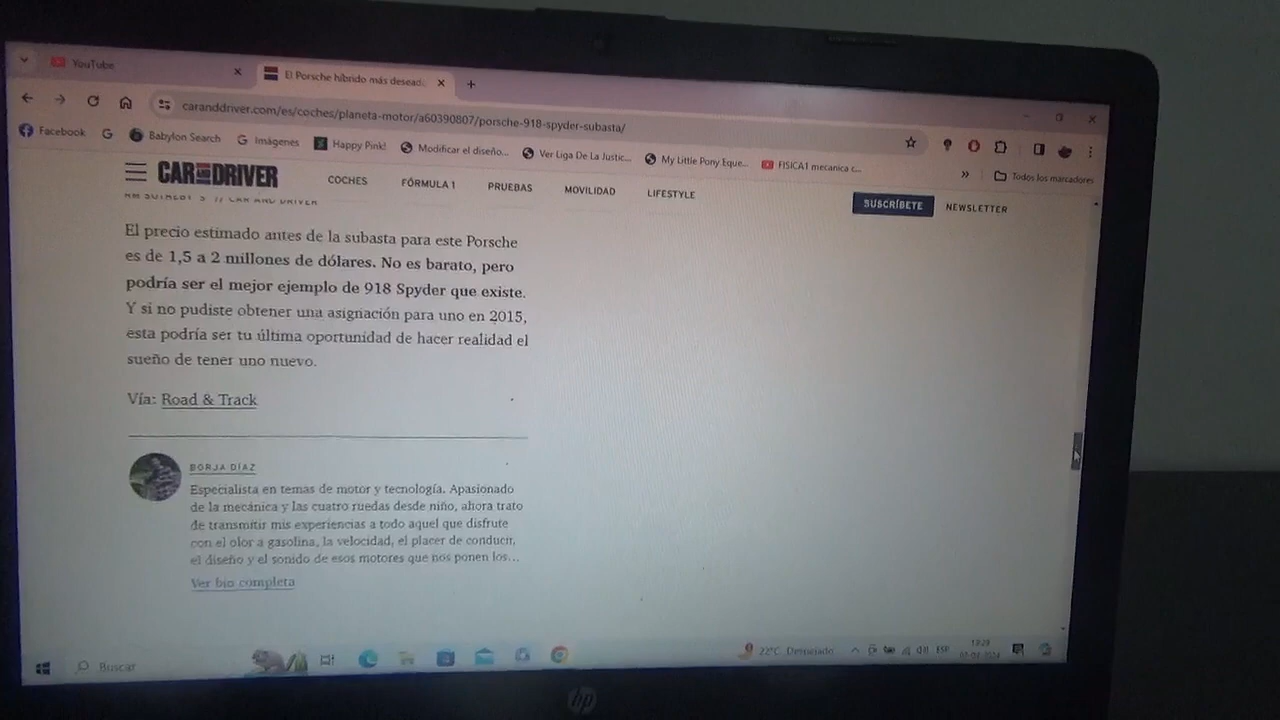 YouTube
El Porsche híbrido más desead...
caranddriver.com/es/coches/planeta-motor/a60390807/porsche-918-spyder-subasta/
Facebook
G
Babylon Search
Imágenes
Happy Pink!
Modificar el diseño...
Ver Liga De La Justic...
My Little Pony Eque...
FISICA1 mecanica c...
»
Todos los marcadores
CAR AND DRIVER
COCHES
FÓRMULA 1
PRUEBAS
MOVILIDAD
LIFESTYLE
SUSCRÍBETE
NEWSLETTER
El precio estimado antes de la subasta para este Porsche
es de 1,5 a 2 millones de dólares. No es barato, pero
podría ser el mejor ejemplo de 918 Spyder que existe.
Y si no pudiste obtener una asignación para uno en 2015,
esta podría ser tu última oportunidad de hacer realidad el
sueño de tener uno nuevo.
Vía: Road & Track
BORJA DÍAZ
Especialista en temas de motor y tecnología. Apasionado
de la mecánica y las cuatro ruedas desde niño, ahora trato
de transmitir mis experiencias a todo aquel que disfrute
con el olor a gasolina, la velocidad, el placer de conducir,
el diseño y el sonido de esos motores que nos ponen los...
Ver bio completa
Buscar
22°C Despejado
ESP
hp